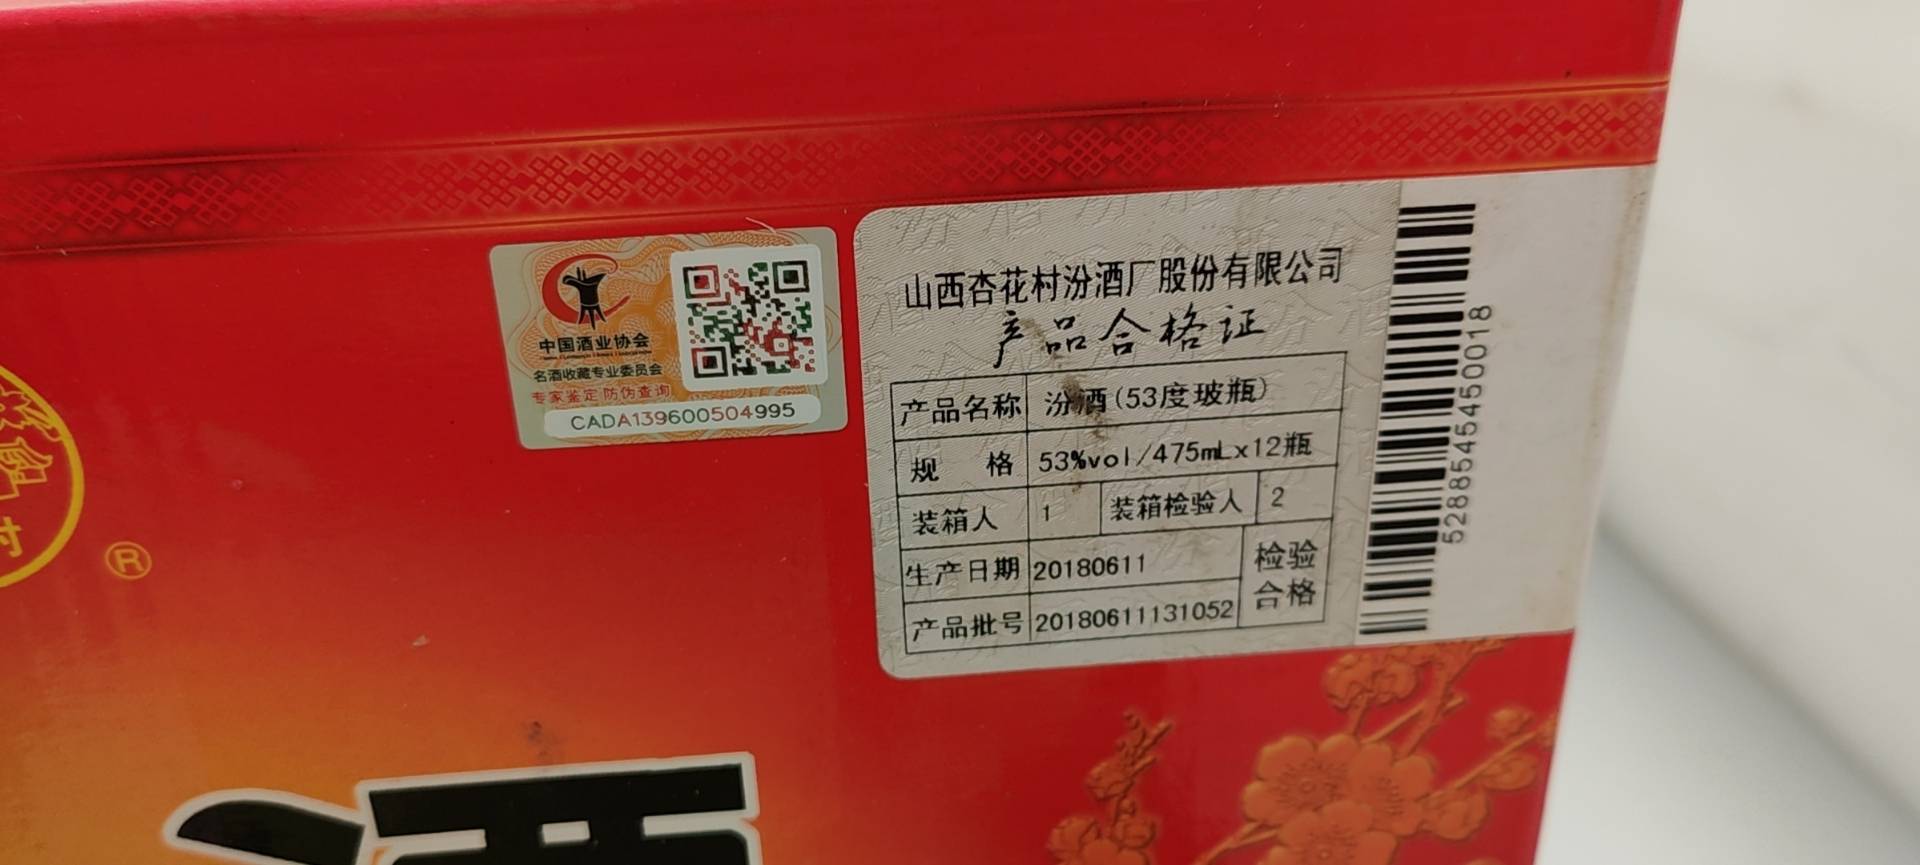 中国酒业协会
名酒收藏专业委员会
专家鉴定 防伪查询
CADA139600504995
山西杏花村汾酒厂股份有限公司
产品合格证
产品名称 汾酒(53度玻瓶)
规 格 53%vol/475mL×12瓶
装箱人 1 装箱检验人 2
生产日期 20180611 检验
产品批号 20180611131052 合格
5288545450018
村
®
酒